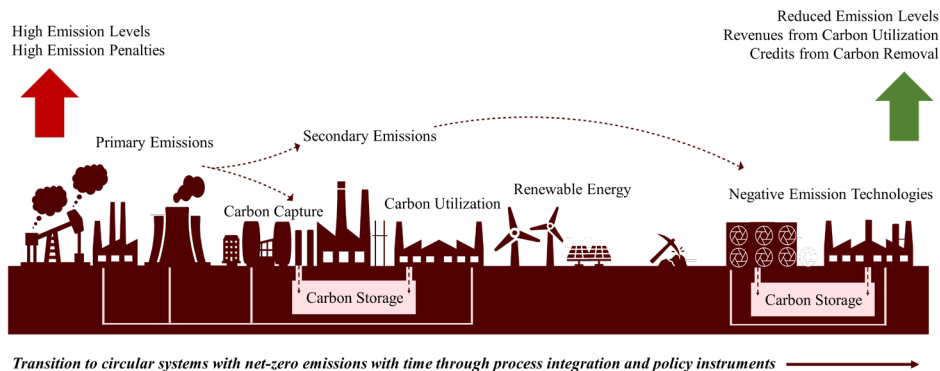 High Emission Levels
High Emission Penalties
Reduced Emission Levels
Revenues from Carbon Utilization
Credits from Carbon Removal
Primary Emissions
Secondary Emissions
Carbon Capture
Carbon Utilization
Renewable Energy
Negative Emission Technologies
Carbon Storage
Carbon Storage
Transition to circular systems with net-zero emissions with time through process integration and policy instruments